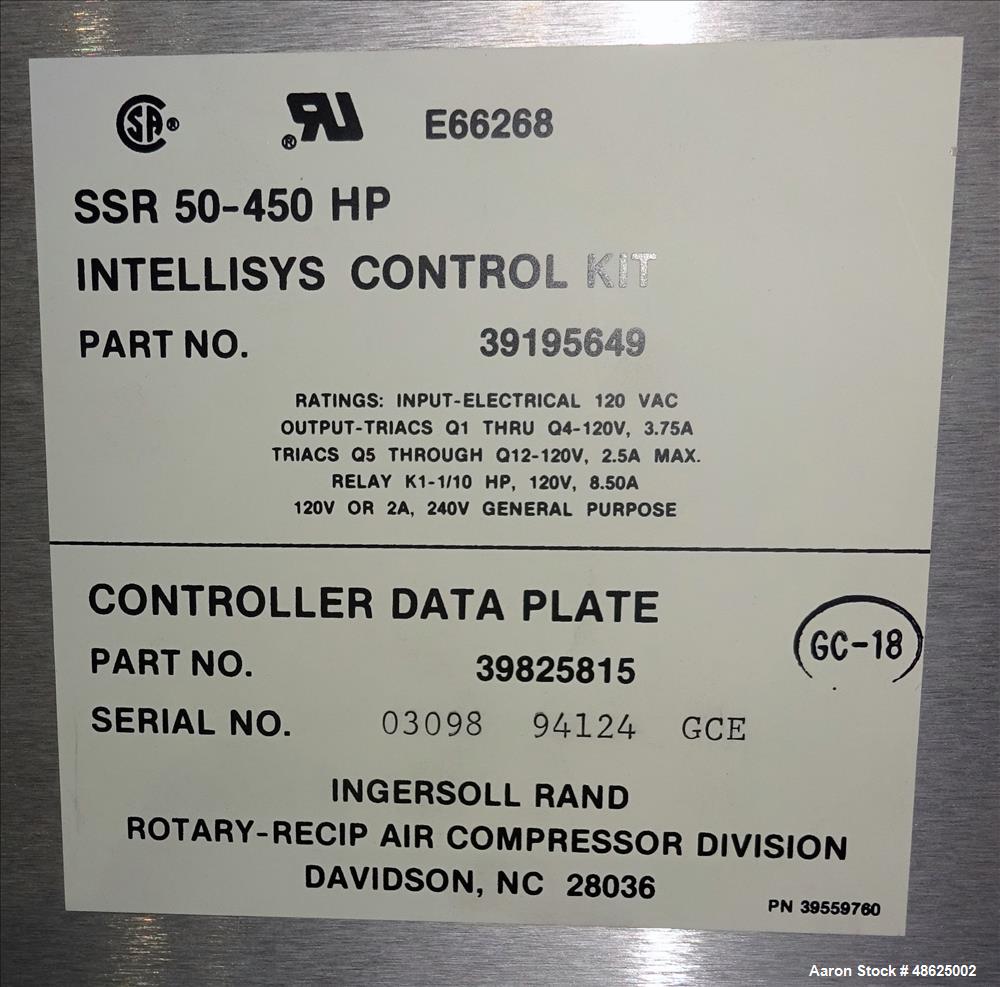 SA® ®RU E66268
SSR 50-450 HP
INTELLISYS CONTROL KIT
PART NO. 39195649
RATINGS: INPUT-ELECTRICAL 120 VAC
OUTPUT-TRIACS Q1 THRU Q4-120V, 3.75A
TRIACS Q5 THROUGH Q12-120V, 2.5A MAX.
RELAY K1-1/10 HP, 120V, 8.50A
120V OR 2A, 240V GENERAL PURPOSE
CONTROLLER DATA PLATE
GC-18
PART NO. 39825815
SERIAL NO. 03098 94124 GCE
INGERSOLL RAND
ROTARY-RECIP AIR COMPRESSOR DIVISION
DAVIDSON, NC 28036
PN 39559760
Aaron Stock # 48625002